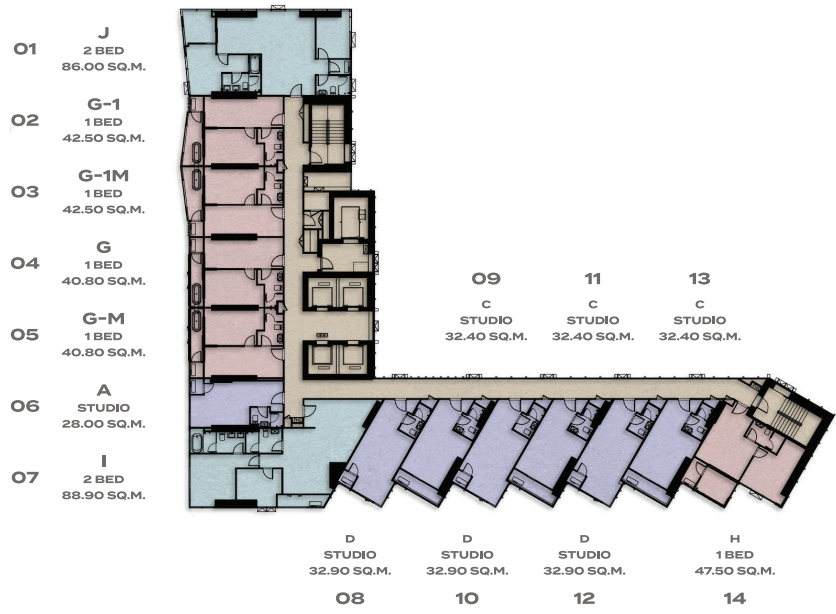 01
J
2 BED
86.00 SQ.M.
02
G-1
1 BED
42.50 SQ.M.
03
G-1M
1 BED
42.50 SQ.M.
04
G
1 BED
40.80 SQ.M.
05
G-M
1 BED
40.80 SQ.M.
06
A
STUDIO
28.00 SQ.M.
07
I
2 BED
88.90 SQ.M.
09
C
STUDIO
32.40 SQ.M.
11
C
STUDIO
32.40 SQ.M.
13
C
STUDIO
32.40 SQ.M.
D
STUDIO
32.90 SQ.M.
08
D
STUDIO
32.90 SQ.M.
10
D
STUDIO
32.90 SQ.M.
12
H
1 BED
47.50 SQ.M.
14